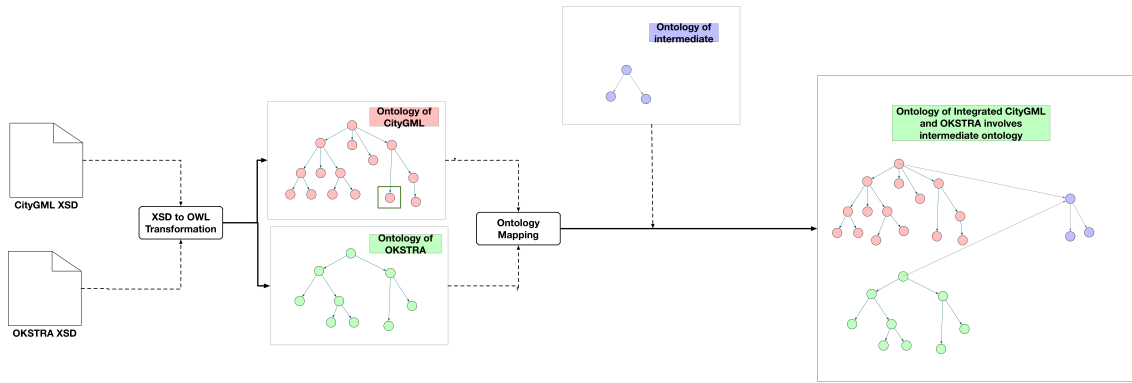 Ontology of
intermediate
Ontology of
CityGML
Ontology of Integrated CityGML
and OKSTRA involves
intermediate ontology
CityGML XSD
XSD to OWL
Transformation
Ontology
Mapping
Ontology of
OKSTRA
OKSTRA XSD